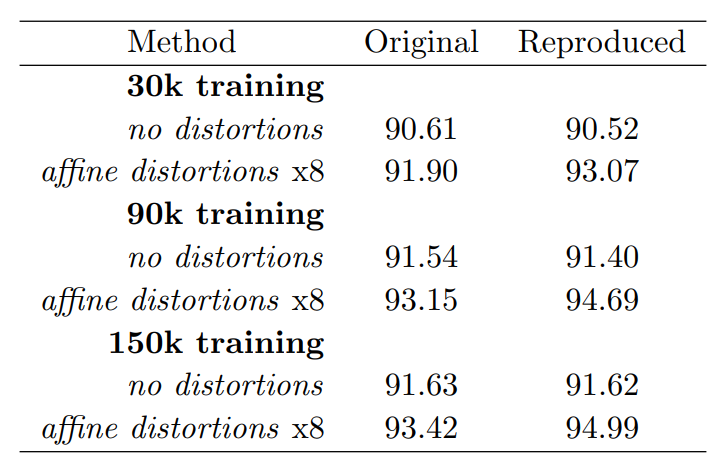 Method Original Reproduced
30k training
no distortions 90.61 90.52
affine distortions x8 91.90 93.07
90k training
no distortions 91.54 91.40
affine distortions x8 93.15 94.69
150k training
no distortions 91.63 91.62
affine distortions x8 93.42 94.99